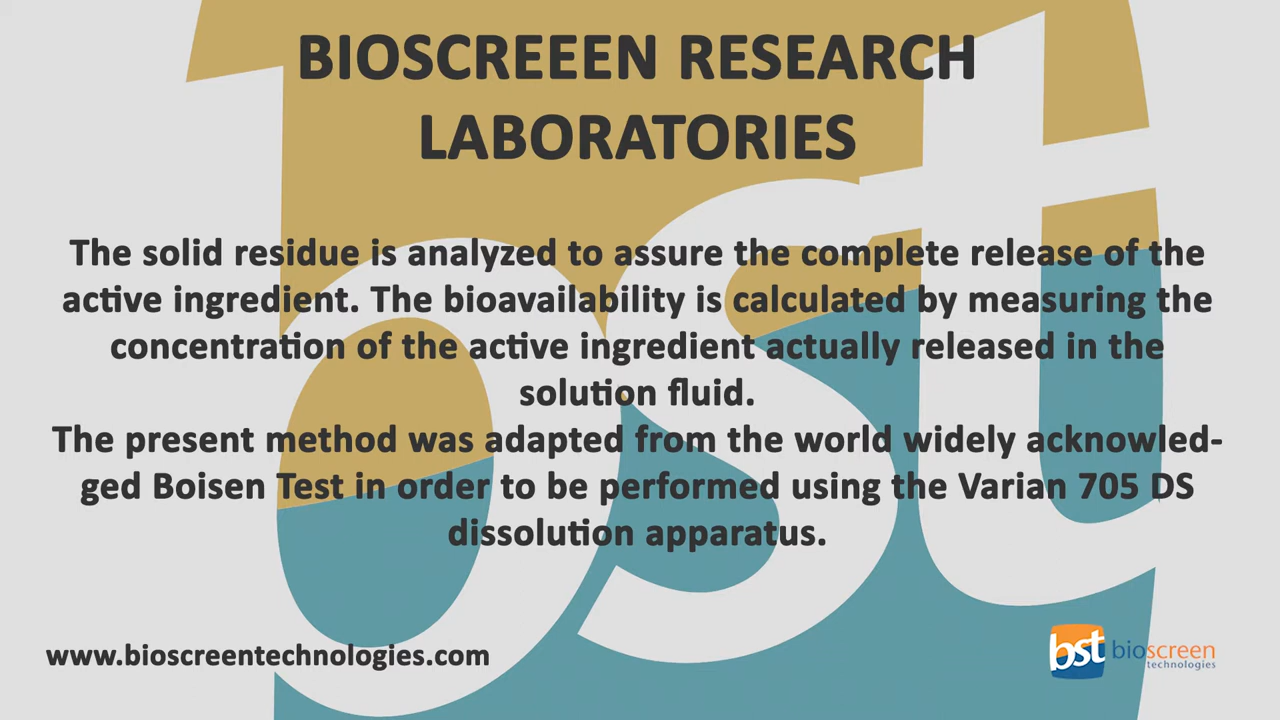 BIOSCREEEN RESEARCH
LABORATORIES
The solid residue is analyzed to assure the complete release of the
active ingredient. The bioavailability is calculated by measuring the
concentration of the active ingredient actually released in the
solution fluid.
The present method was adapted from the world widely acknowled-
ged Boisen Test in order to be performed using the Varian 705 DS
dissolution apparatus.
www.bioscreentechnologies.com
bst bioscreen
technologies
bst